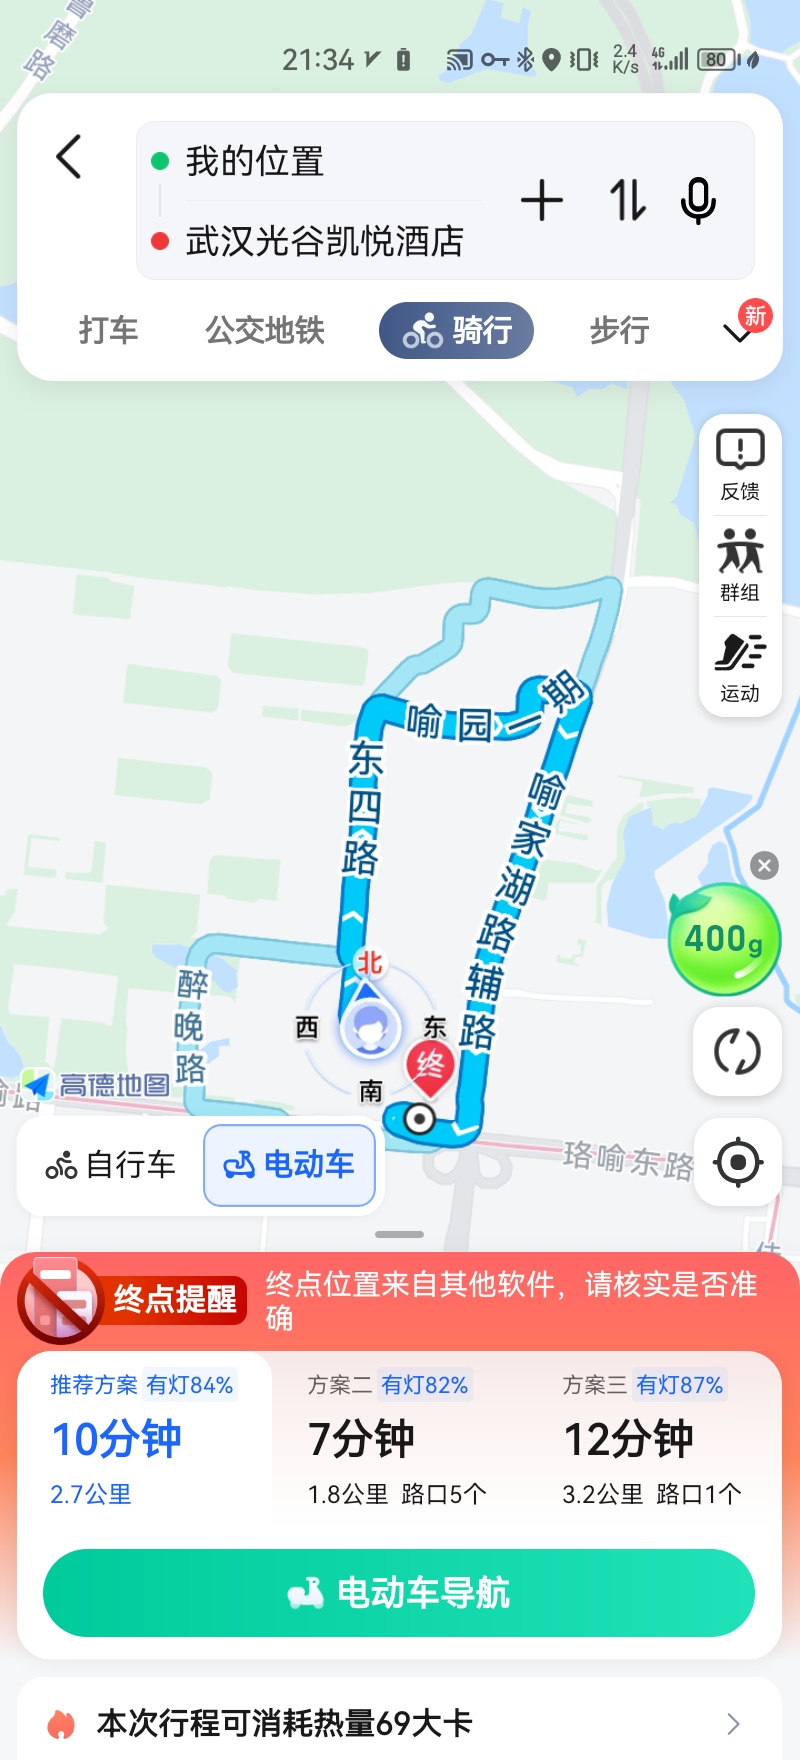 鲁磨路
21:34
2.4 K/s
4G
80
我的位置
武汉光谷凯悦酒店
打车
公交地铁
骑行
步行
新
反馈
群组
运动
喻园一期
东四路
喻家湖路辅路
400g
北
西
东
南
终
醉晚路
高德地图
珞喻东路
自行车
电动车
终点提醒
终点位置来自其他软件，请核实是否准
确
推荐方案 有灯84%
10分钟
2.7公里
方案二 有灯82%
7分钟
1.8公里 路口5个
方案三 有灯87%
12分钟
3.2公里 路口1个
电动车导航
本次行程可消耗热量69大卡